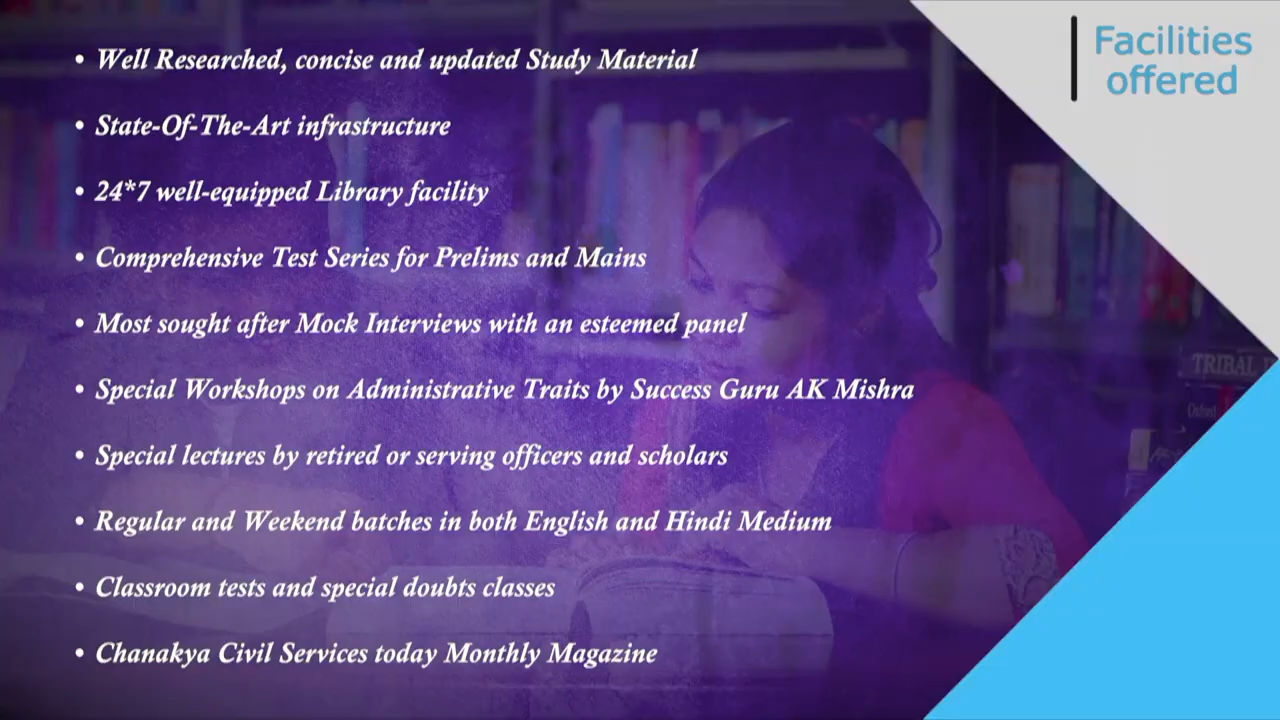 Facilities
offered
• Well Researched, concise and updated Study Material
• State-Of-The-Art infrastructure
• 24*7 well-equipped Library facility
• Comprehensive Test Series for Prelims and Mains
• Most sought after Mock Interviews with an esteemed panel
• Special Workshops on Administrative Traits by Success Guru AK Mishra
• Special lectures by retired or serving officers and scholars
• Regular and Weekend batches in both English and Hindi Medium
• Classroom tests and special doubts classes
• Chanakya Civil Services today Monthly Magazine
TRIBAL
Oxford